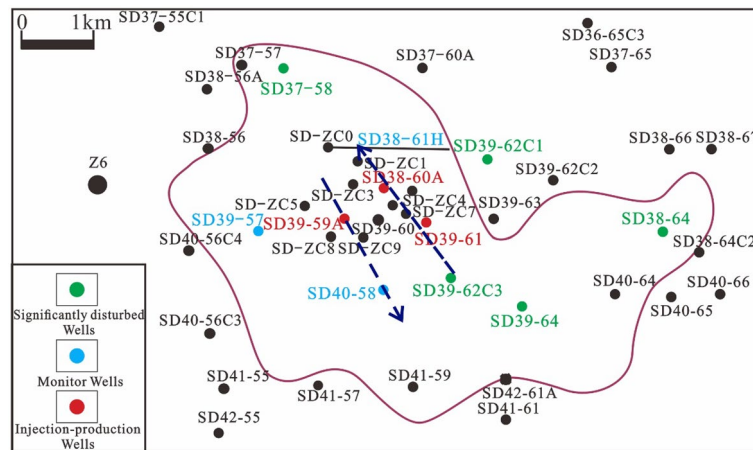 0 1km
SD37-55C1
SD36-65C3
SD37-57
SD37-60A
SD37-65
SD38-56A
SD37-58
SD38-56
SD-ZC0
SD38-61H
SD39-62C1
SD38-66
SD38-67
Z6
SD-ZC1
SD38-60A
SD39-62C2
SD-ZC3
SD-ZC5
SD-ZC4
SD39-63
SD39-57
SD39-59A
SD39-60
SD-ZC7
SD38-64
SD40-56C4
SD-ZC8
SD-ZC9
SD39-61
SD38-64C2
SD40-58
SD39-62C3
SD40-64
SD40-66
SD39-64
SD40-65
Significantly disturbed
Wells
SD40-56C3
Monitor Wells
SD41-55
SD41-57
SD41-59
SD42-61A
SD41-61
SD42-55
Injection-production
Wells